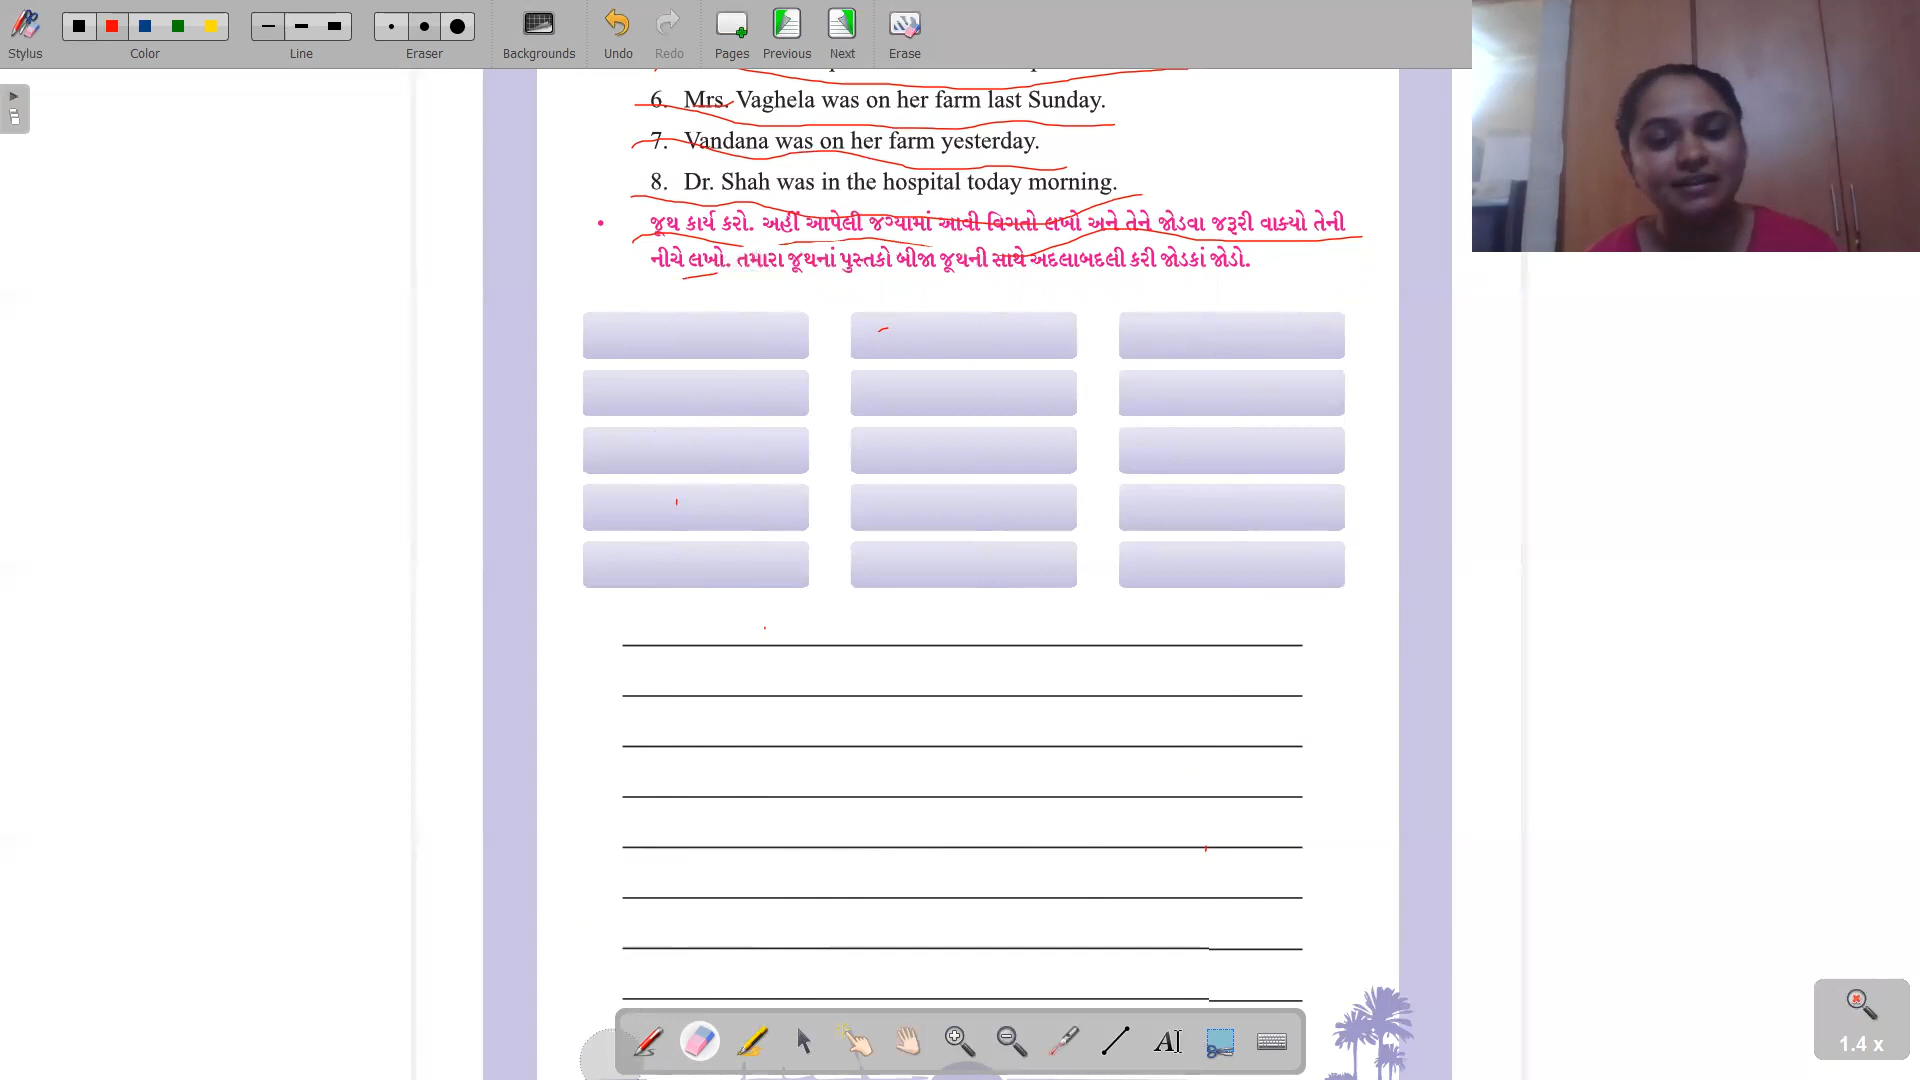 Stylus
Color
Line
Eraser
Backgrounds
Undo
Redo
Pages
Previous
Next
Erase
6. Mrs. Vaghela was on her farm last Sunday.
7. Vandana was on her farm yesterday.
8. Dr. Shah was in the hospital today morning.
• જૂથ કાર્ય કરો. અહીં આપેલી જગ્યામાં આવી વિગતો લખો અને તેને જોડવા જરૂરી વાક્યો તેની
નીચે લખો. તમારા જૂથનાં પુસ્તકો બીજા જૂથની સાથે અદલાબદલી કરી જોડકાં જોડો.
1.4 x